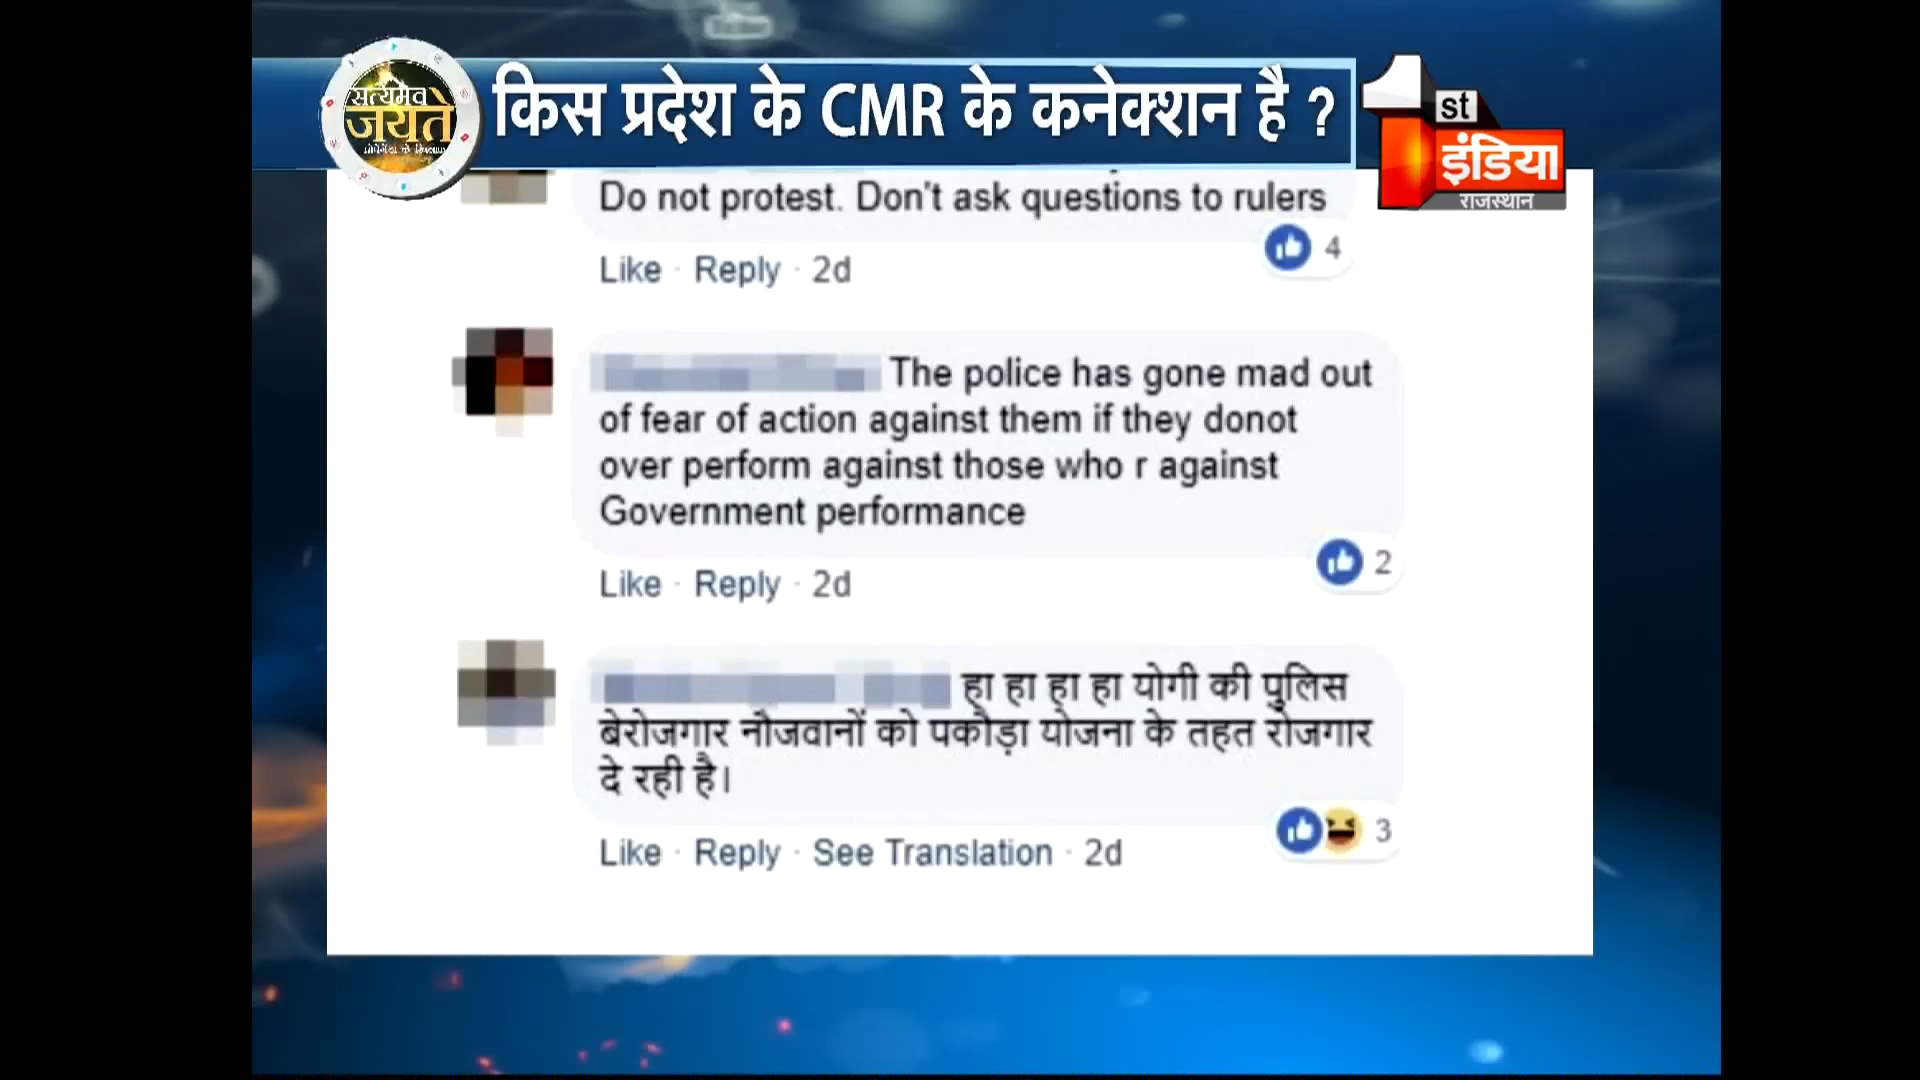 सत्यमेव
जयते
किस प्रदेश के CMR के कनेक्शन है ?
1st
इंडिया
राजस्थान
Do not protest. Don't ask questions to rulers
4
Like · Reply · 2d
The police has gone mad out
of fear of action against them if they donot
over perform against those who r against
Government performance
2
Like · Reply · 2d
हा हा हा हा योगी की पुलिस
बेरोजगार नौजवानों को पकौड़ा योजना के तहत रोजगार
दे रही है।
3
Like · Reply · See Translation · 2d